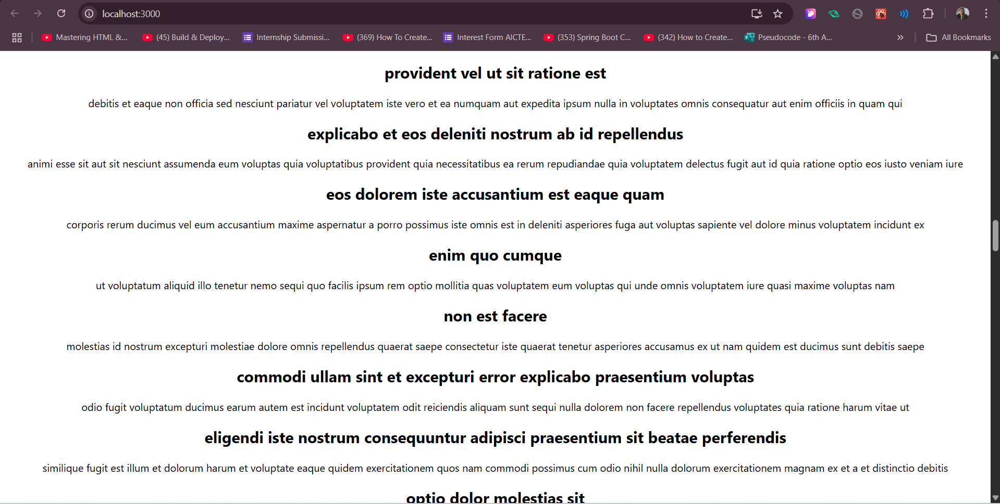 localhost:3000
Mastering HTML &... (45) Build & Deploy... Internship Submissi... (369) How To Create... Interest Form AICTE... (353) Spring Boot C... (342) How to Create... Pseudocode - 6th A... » All Bookmarks
provident vel ut sit ratione est
debitis et eaque non officia sed nesciunt pariatur vel voluptatem iste vero et ea numquam aut expedita ipsum nulla in voluptates omnis consequatur aut enim officiis in quam qui
explicabo et eos deleniti nostrum ab id repellendus
animi esse sit aut sit nesciunt assumenda eum voluptas quia voluptatibus provident quia necessitatibus ea rerum repudiandae quia voluptatem delectus fugit aut id quia ratione optio eos iusto veniam iure
eos dolorem iste accusantium est eaque quam
corporis rerum ducimus vel eum accusantium maxime aspernatur a porro possimus iste omnis est in deleniti asperiores fuga aut voluptas sapiente vel dolore minus voluptatem incidunt ex
enim quo cumque
ut voluptatum aliquid illo tenetur nemo sequi quo facilis ipsum rem optio mollitia quas voluptatem eum voluptas qui unde omnis voluptatem iure quasi maxime voluptas nam
non est facere
molestias id nostrum excepturi molestiae dolore omnis repellendus quaerat saepe consectetur iste quaerat tenetur asperiores accusamus ex ut nam quidem est ducimus sunt debitis saepe
commodi ullam sint et excepturi error explicabo praesentium voluptas
odio fugit voluptatum ducimus earum autem est incidunt voluptatem odit reiciendis aliquam sunt sequi nulla dolorem non facere repellendus voluptates quia ratione harum vitae ut
eligendi iste nostrum consequuntur adipisci praesentium sit beatae perferendis
similique fugit est illum et dolorum harum et voluptate eaque quidem exercitationem quos nam commodi possimus cum odio nihil nulla dolorum exercitationem magnam ex et a et distinctio debitis
optio dolor molestias sit